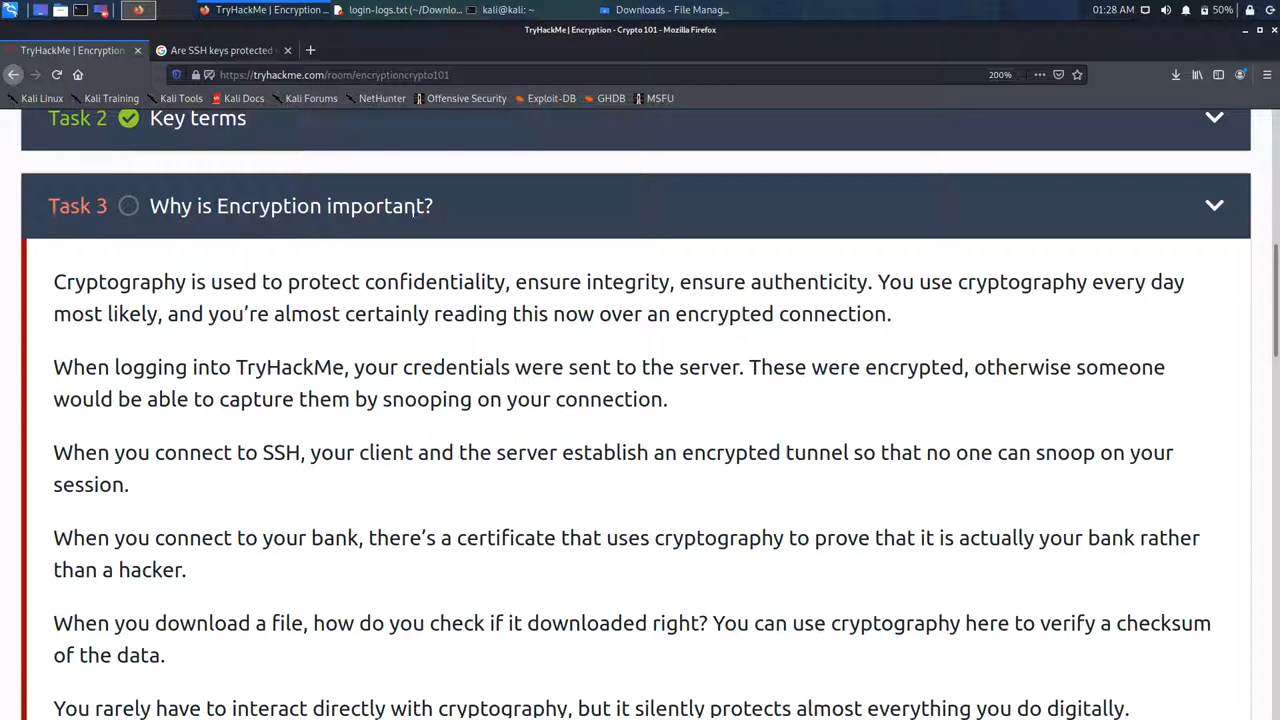 TryHackMe | Encryption ...
login-logs.txt (~/Downlo...
kali@kali: ~
Downloads - File Manag...
01:28 AM
50%
TryHackMe | Encryption - Crypto 101 - Mozilla Firefox
TryHackMe | Encryption
Are SSH keys protected
https://tryhackme.com/room/encryptioncrypto101
200%
Kali Linux
Kali Training
Kali Tools
Kali Docs
Kali Forums
NetHunter
Offensive Security
Exploit-DB
GHDB
MSFU
Task 2 Key terms
Task 3 Why is Encryption important?
Cryptography is used to protect confidentiality, ensure integrity, ensure authenticity. You use cryptography every day
most likely, and you're almost certainly reading this now over an encrypted connection.
When logging into TryHackMe, your credentials were sent to the server. These were encrypted, otherwise someone
would be able to capture them by snooping on your connection.
When you connect to SSH, your client and the server establish an encrypted tunnel so that no one can snoop on your
session.
When you connect to your bank, there's a certificate that uses cryptography to prove that it is actually your bank rather
than a hacker.
When you download a file, how do you check if it downloaded right? You can use cryptography here to verify a checksum
of the data.
You rarely have to interact directly with cryptography, but it silently protects almost everything you do digitally.